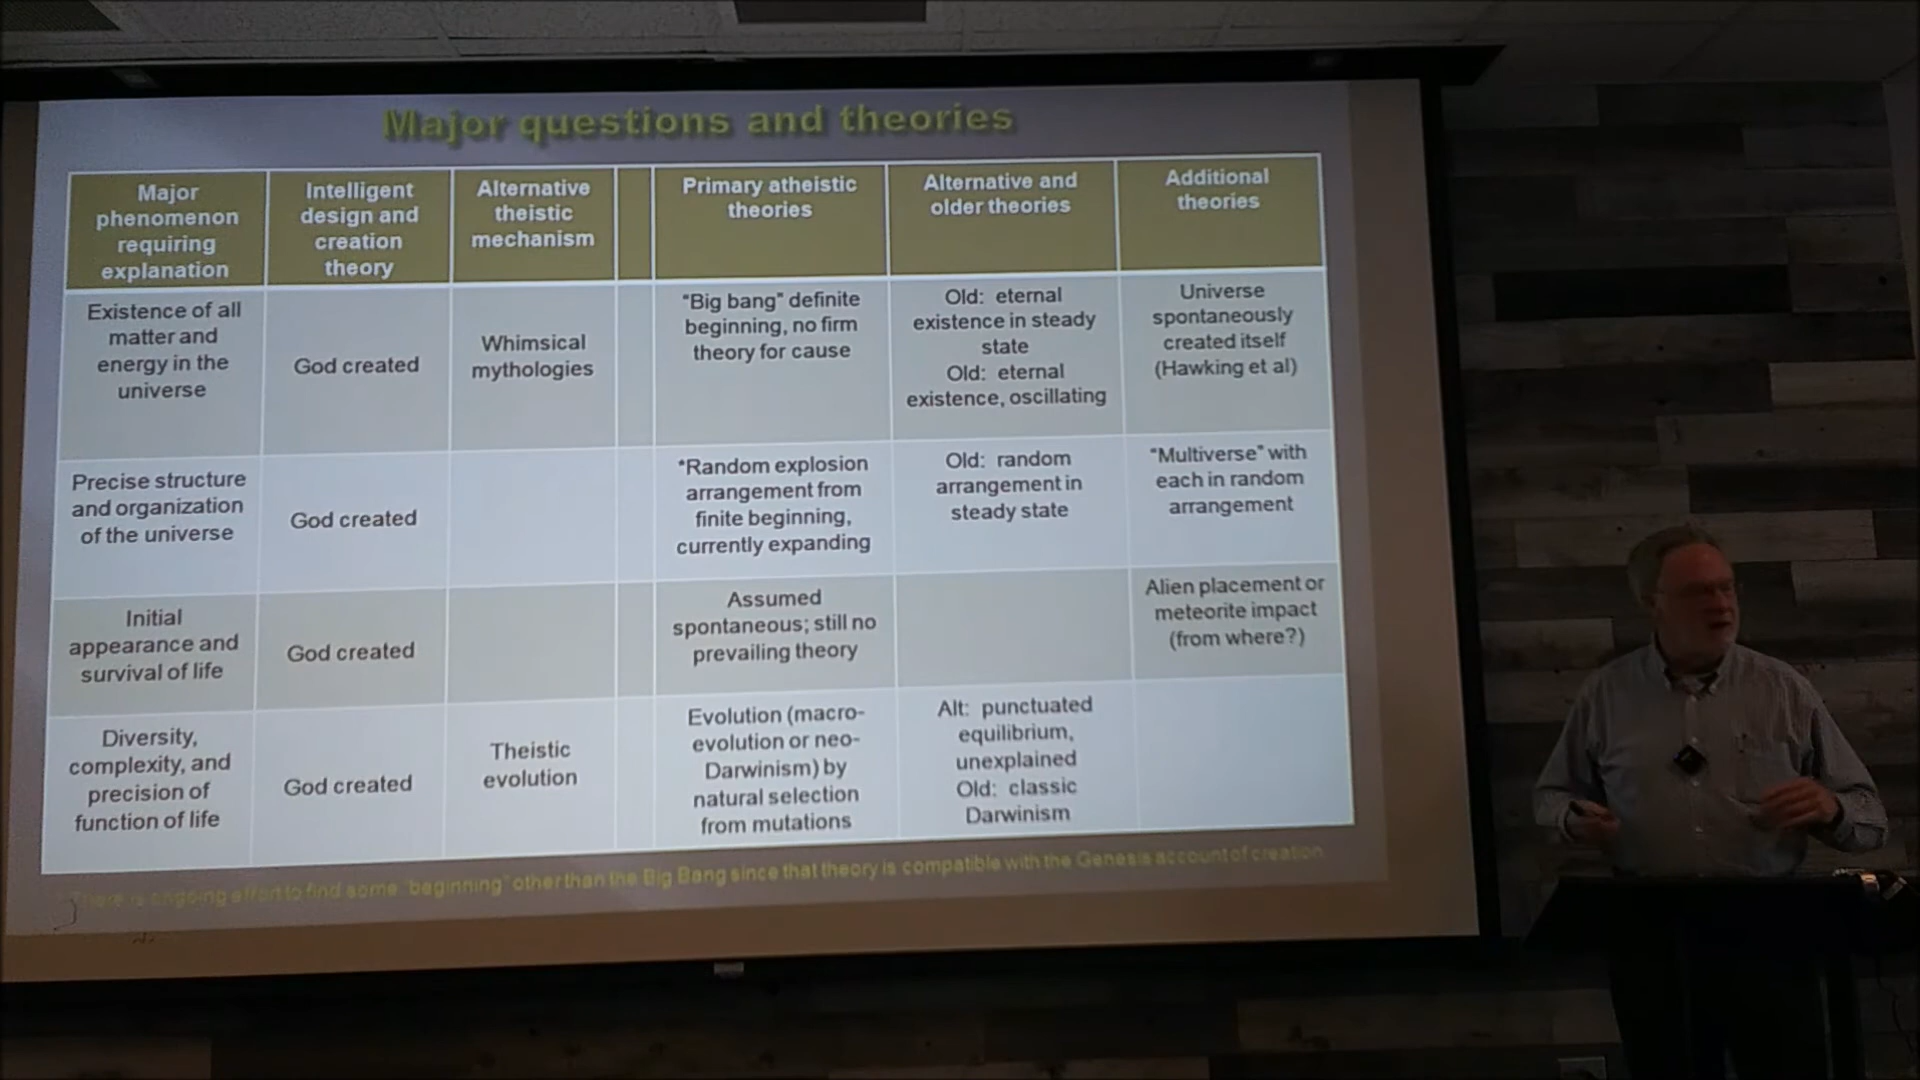 Major questions and theories
Major
phenomenon
requiring
explanation
Intelligent
design and
creation
theory
Alternative
theistic
mechanism
Primary atheistic
theories
Alternative and
older theories
Additional
theories
Existence of all
matter and
energy in the
universe
God created
Whimsical
mythologies
"Big bang" definite
beginning, no firm
theory for cause
Old: eternal
existence in steady
state
Old: eternal
existence, oscillating
Universe
spontaneously
created itself
(Hawking et al)
Precise structure
and organization
of the universe
God created
*Random explosion
arrangement from
finite beginning,
currently expanding
Old: random
arrangement in
steady state
"Multiverse" with
each in random
arrangement
Initial
appearance and
survival of life
God created
Assumed
spontaneous; still no
prevailing theory
Alien placement or
meteorite impact
(from where?)
Diversity,
complexity, and
precision of
function of life
God created
Theistic
evolution
Evolution (macro-
evolution or neo-
Darwinism) by
natural selection
from mutations
Alt: punctuated
equilibrium,
unexplained
Old: classic
Darwinism
There is ongoing effort to find some "beginning" other than the Big Bang since that theory is compatible with the Genesis account of creation